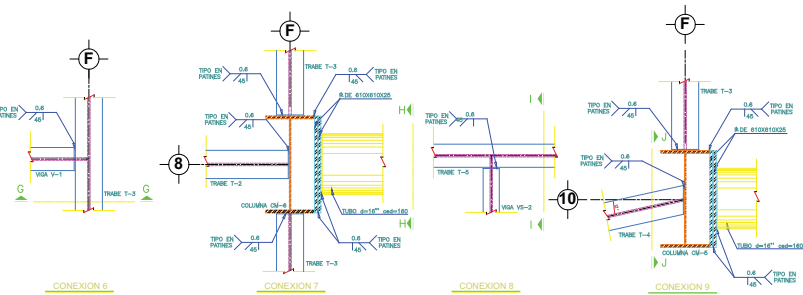 F
TIPO EN
PATINES
0.6
45
VIGA V-1
TRABE T-3
G
G
CONEXION 6
F
TIPO EN
PATINES
0.6
45
TRABE T-3
0.6
45
TIPO EN
PATINES
TIPO EN
PATINES
0.6
45
DE 610X610X25
H
8
TRABE T-2
COLUMNA CM-6
TUBO d=16" ced=160
H
TIPO EN
PATINES
0.6
45
0.6
45
TIPO EN
PATINES
TRABE T-3
CONEXION 7
TIPO EN
PATINES
0.6
45
I
TRABE T-5
VIGA VS-2
I
CONEXION 8
F
TRABE T-3
TIPO EN
PATINES
0.6
45
0.6
45
TIPO EN
PATINES
J
DE 610X610X25
TIPO EN
PATINES
0.6
45
10
TRABE T-4
TUBO d=16" ced=160
COLUMNA CM-5
J
0.6
45
TIPO EN
PATINES
CONEXION 9